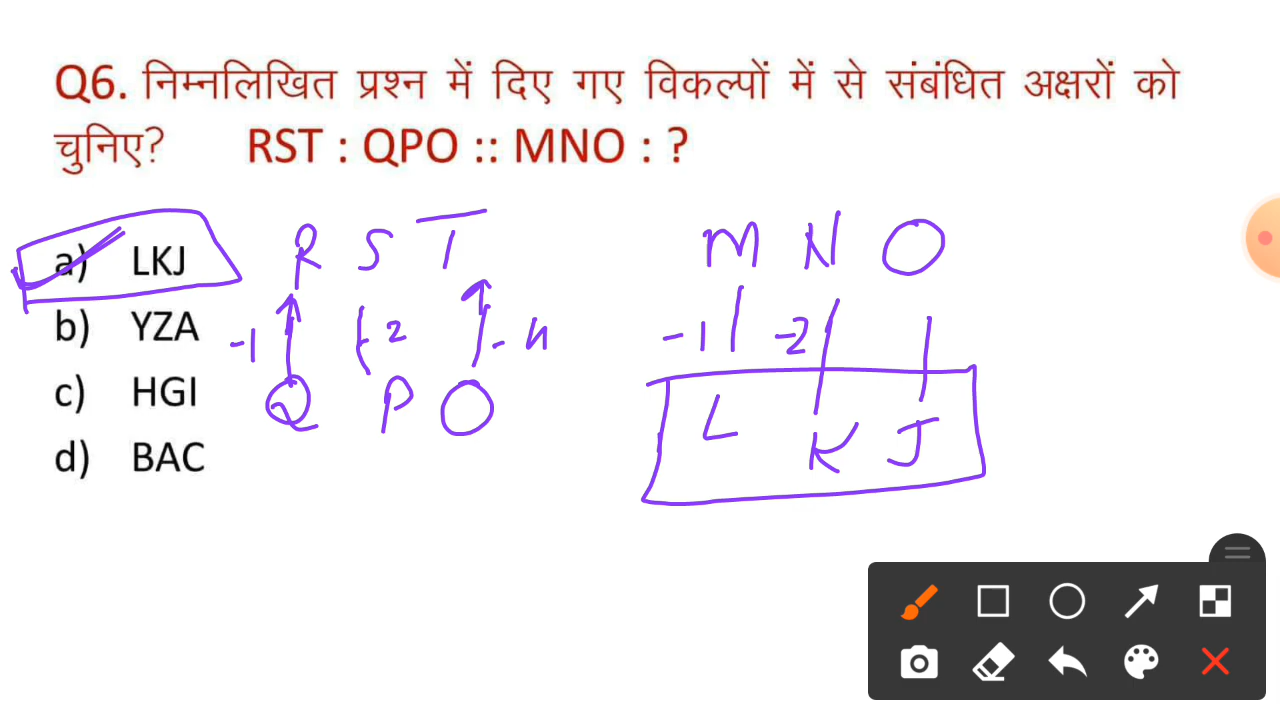 Q6. निम्नलिखित प्रश्न में दिए गए विकल्पों में से संबंधित अक्षरों को
चुनिए? RST : QPO :: MNO : ?
a) LKJ
b) YZA
c) HGI
d) BAC
R S T
-1 -2 -4
Q P O
M N O
-1 -2
L K J